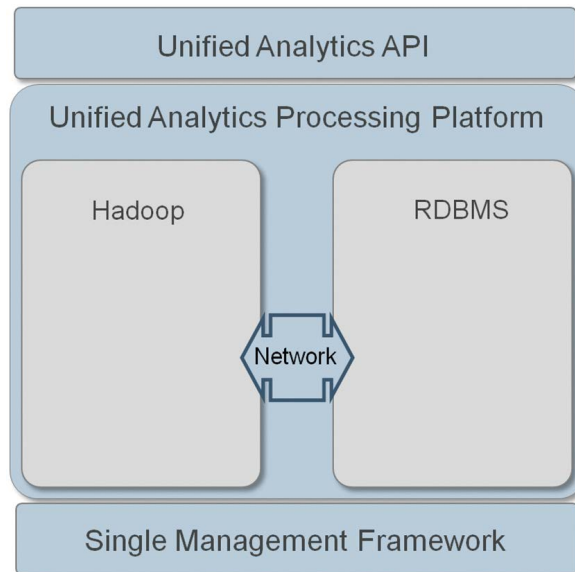 Unified Analytics API
Unified Analytics Processing Platform
Hadoop
RDBMS
Network
Single Management Framework